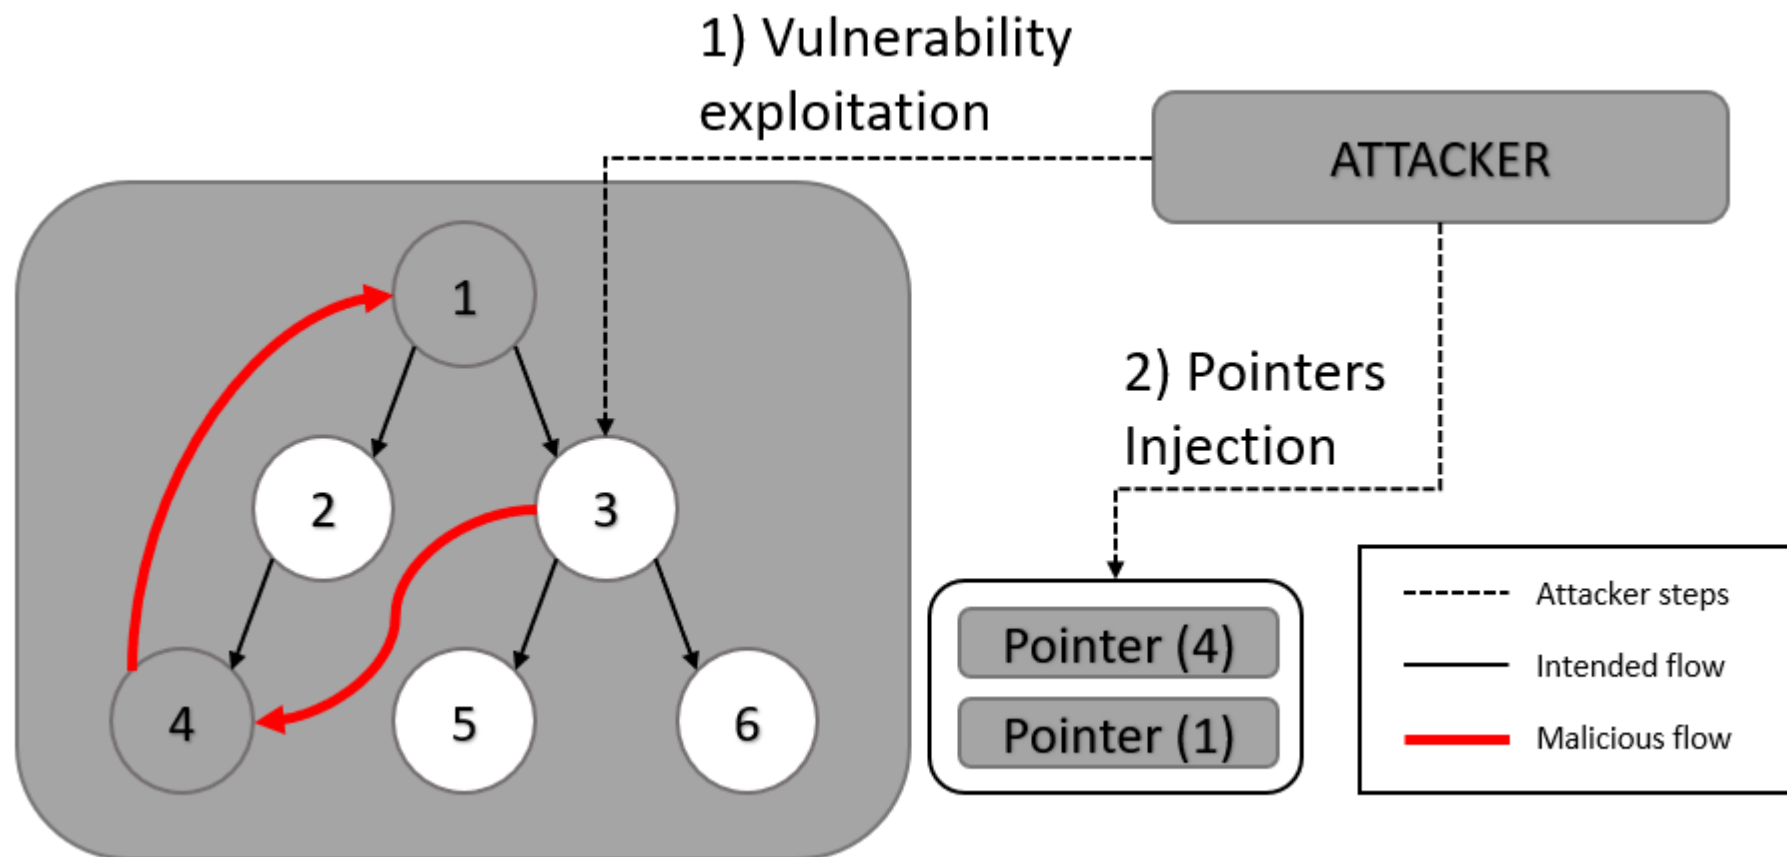 1) Vulnerability
exploitation
ATTACKER
1
2) Pointers
Injection
2
3
Pointer (4)
Pointer (1)
4
5
6
Attacker steps
Intended flow
Malicious flow